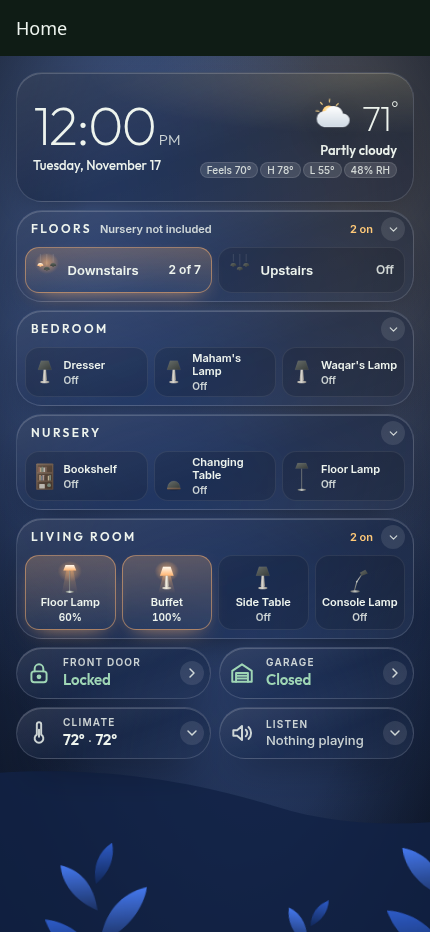 Home
12:00 PM
71°
Partly cloudy
Tuesday, November 17
Feels 70° H 78° L 55° 48% RH
FLOORS Nursery not included 2 on
Downstairs 2 of 7
Upstairs Off
BEDROOM
Dresser
Off
Maham's
Lamp
Off
Waqar's Lamp
Off
NURSERY
Bookshelf
Off
Changing
Table
Off
Floor Lamp
Off
LIVING ROOM 2 on
Floor Lamp
60%
Buffet
100%
Side Table
Off
Console Lamp
Off
FRONT DOOR
Locked
GARAGE
Closed
CLIMATE
72° · 72°
LISTEN
Nothing playing